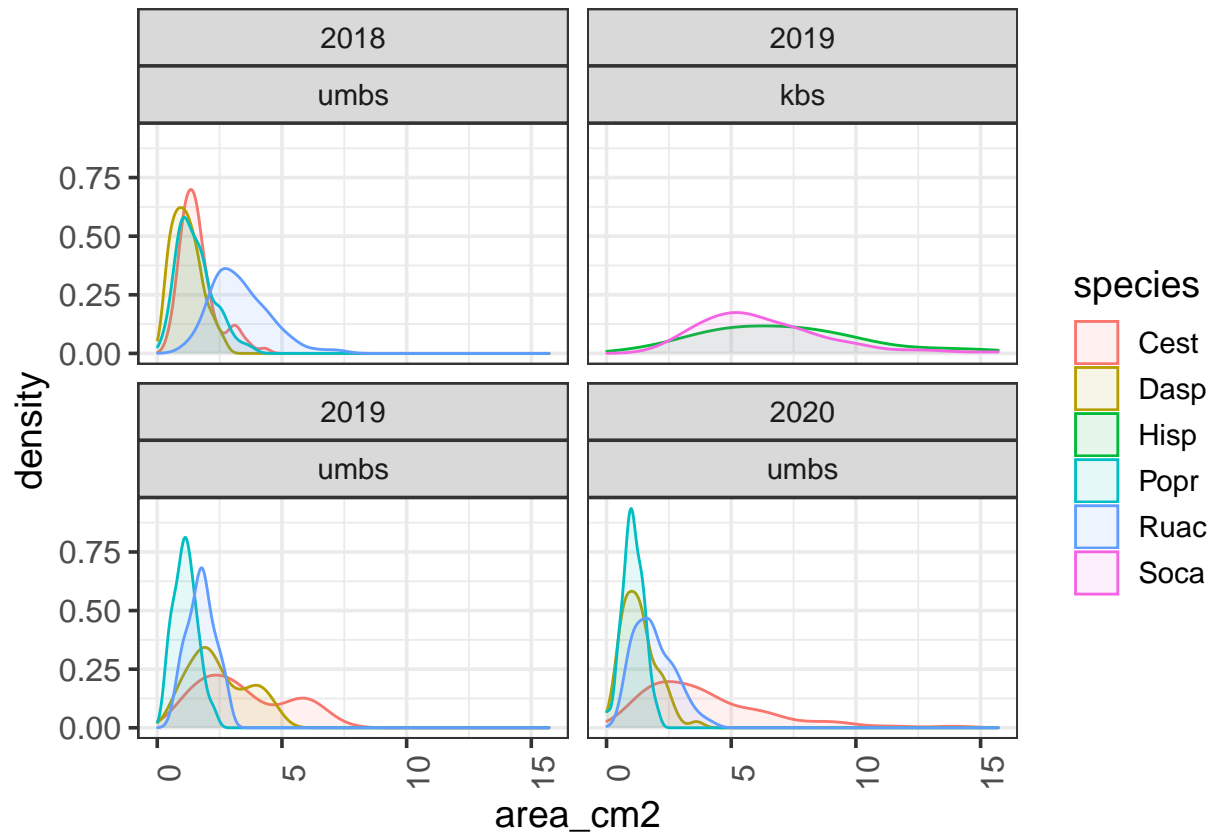 2018
umbs
2019
kbs
0.75
0.50
0.25
0.00
2019
umbs
2020
umbs
0.75
0.50
0.25
0.00
0 5 10 15
0 5 10 15
area_cm2
density
species
Cest
Dasp
Hisp
Popr
Ruac
Soca